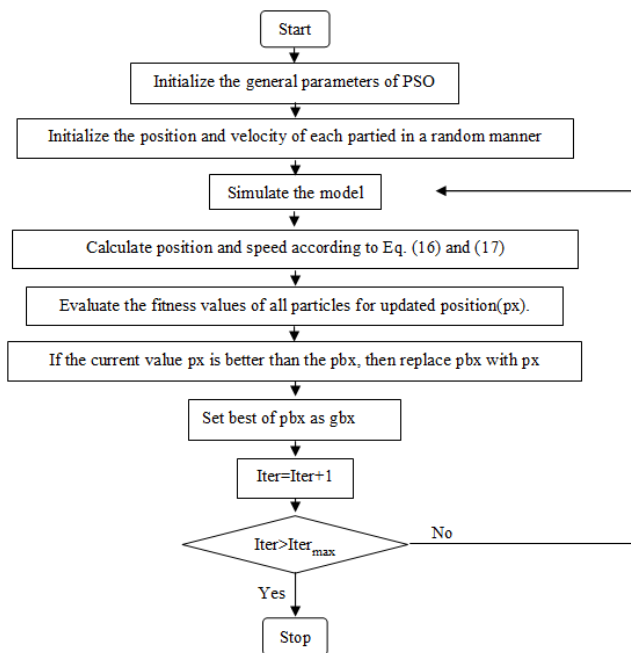 Start
Initialize the general parameters of PSO
Initialize the position and velocity of each partied in a random manner
Simulate the model
Calculate position and speed according to Eq. (16) and (17)
Evaluate the fitness values of all particles for updated position(px).
If the current value px is better than the pbx, then replace pbx with px
Set best of pbx as gbx
Iter=Iter+1
Iter>Iter_max
No
Yes
Stop